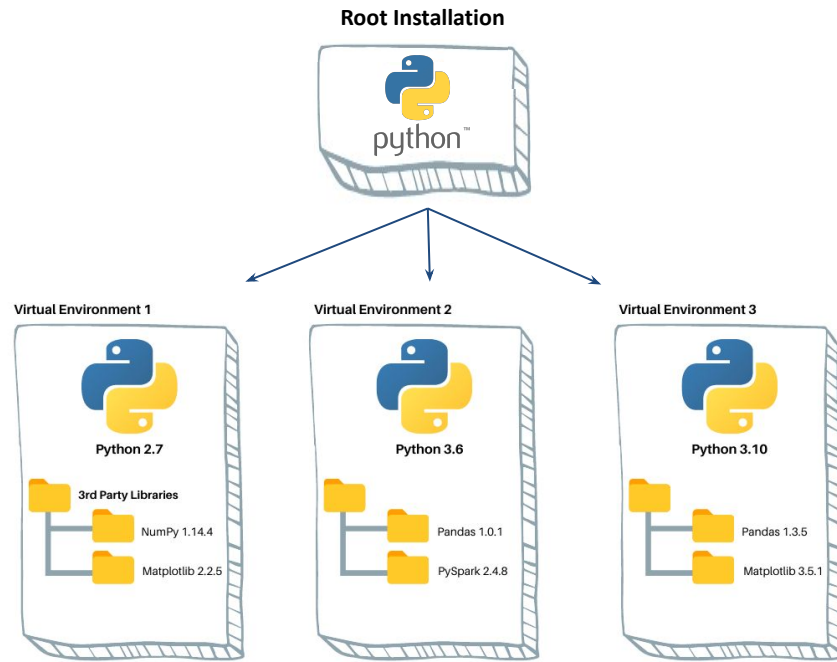 Root Installation
python™
Virtual Environment 1
Virtual Environment 2
Virtual Environment 3
Python 2.7
Python 3.6
Python 3.10
3rd Party Libraries
NumPy 1.14.4
Pandas 1.0.1
Pandas 1.3.5
Matplotlib 2.2.5
PySpark 2.4.8
Matplotlib 3.5.1